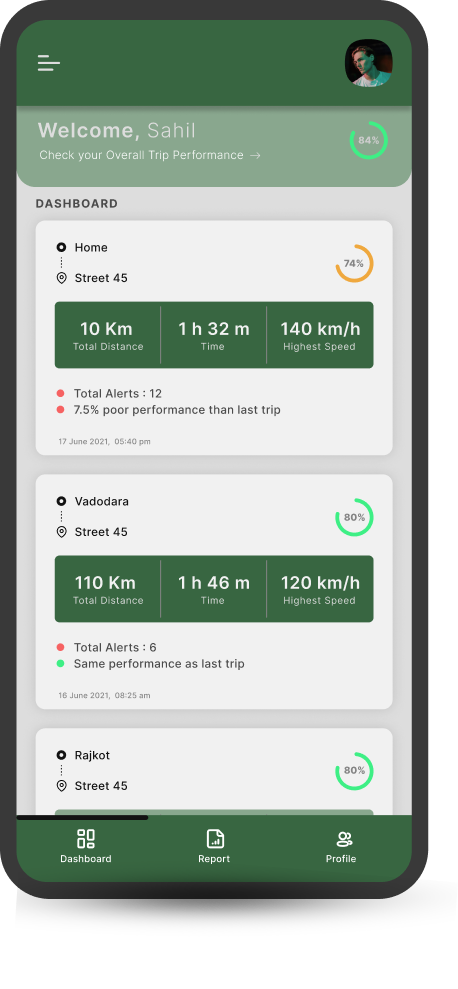 Welcome, Sahil
Check your Overall Trip Performance →
84%
DASHBOARD
Home
Street 45
74%
10 Km
Total Distance
1 h 32 m
Time
140 km/h
Highest Speed
Total Alerts : 12
7.5% poor performance than last trip
17 June 2021, 05:40 pm
Vadodara
Street 45
80%
110 Km
Total Distance
1 h 46 m
Time
120 km/h
Highest Speed
Total Alerts : 6
Same performance as last trip
16 June 2021, 08:25 am
Rajkot
Street 45
80%
Dashboard
Report
Profile